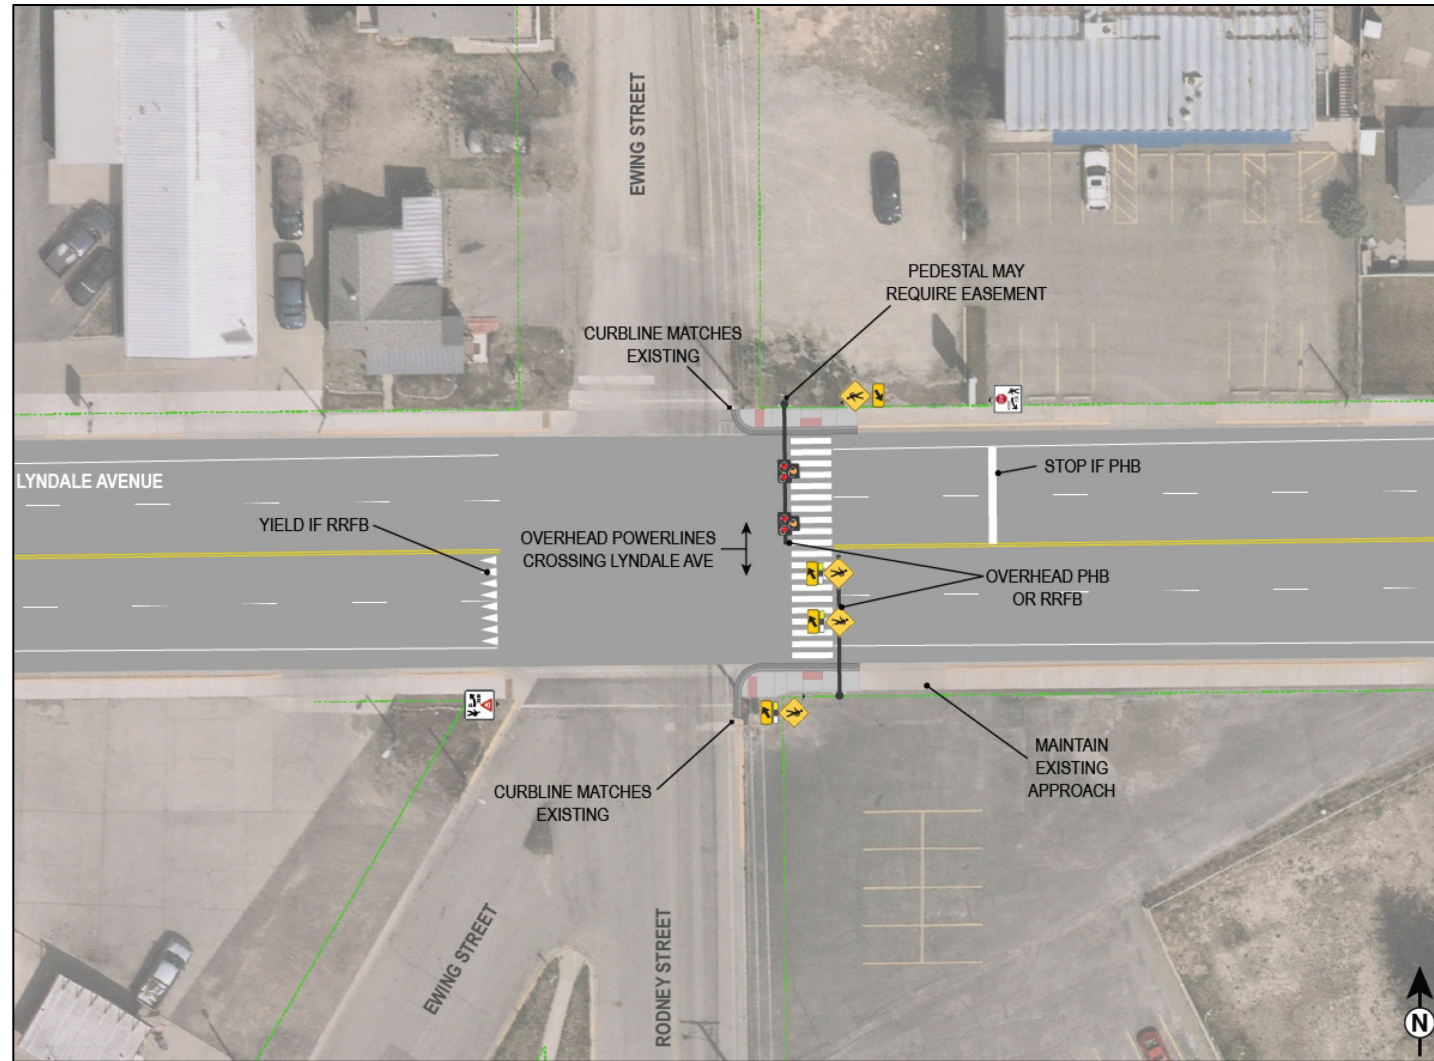 EWING STREET
PEDESTAL MAY
REQUIRE EASEMENT
CURBLINE MATCHES
EXISTING
LYNDALE AVENUE
STOP IF PHB
YIELD IF RRFB
OVERHEAD POWERLINES
CROSSING LYNDALE AVE
OVERHEAD PHB
OR RRFB
MAINTAIN
EXISTING
APPROACH
CURBLINE MATCHES
EXISTING
EWING STREET
RODNEY STREET
N